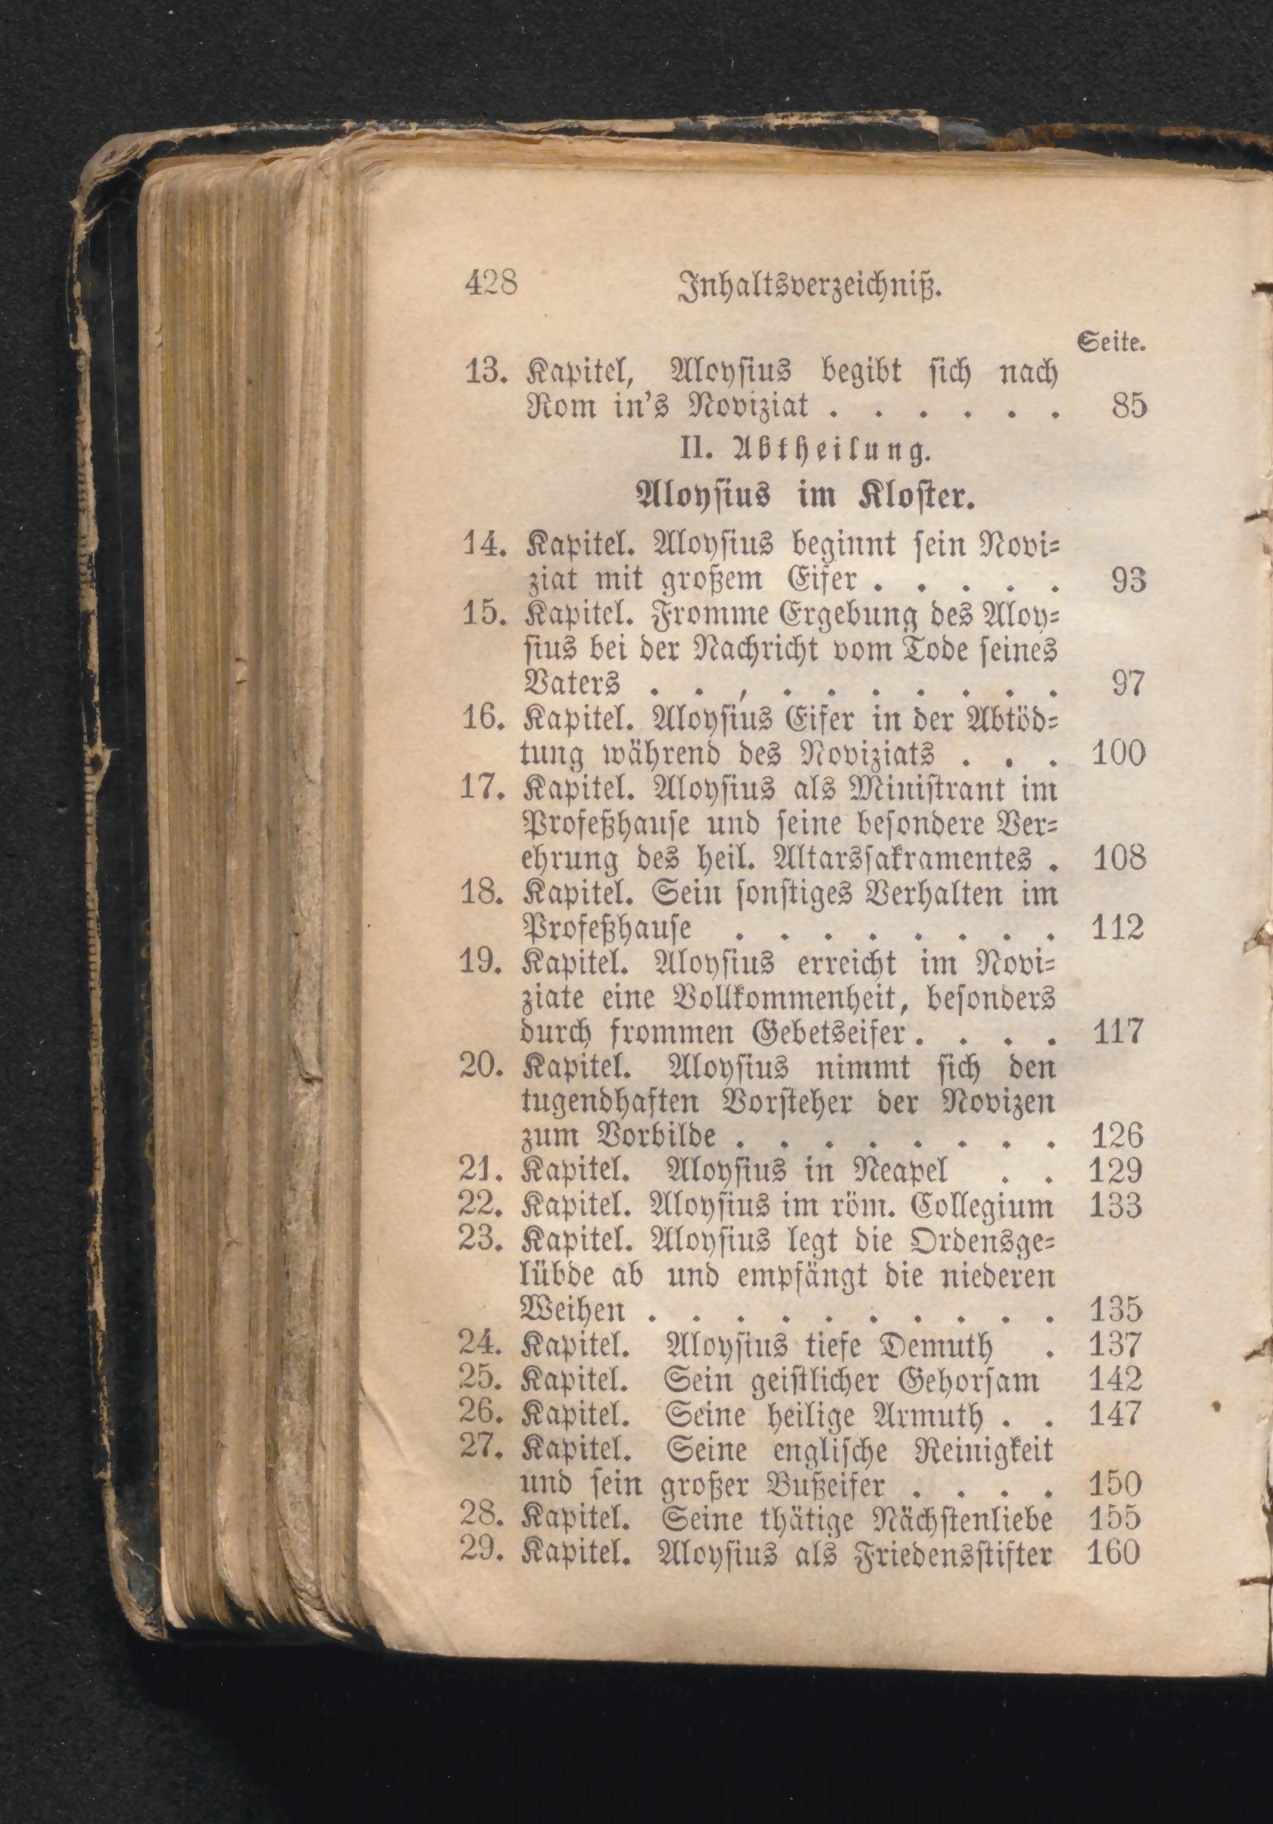 428 Inhaltsverzeichniß.
Seite.
13. Kapitel, Aloysius begibt sich nach
Rom in's Noviziat . . . . . . 85
II. Abtheilung.
Aloysius im Kloster.
14. Kapitel. Aloysius beginnt sein Novi-
ziat mit großem Eifer . . . . . 93
15. Kapitel. Fromme Ergebung des Aloy-
sius bei der Nachricht vom Tode seines
Vaters . . , . . . . . . . 97
16. Kapitel. Aloysius Eifer in der Abtöd-
tung während des Noviziats . . . 100
17. Kapitel. Aloysius als Ministrant im
Profeßhause und seine besondere Ver-
ehrung des heil. Altarssakramentes . 108
18. Kapitel. Sein sonstiges Verhalten im
Profeßhause . . . . . . . . 112
19. Kapitel. Aloysius erreicht im Novi-
ziate eine Vollkommenheit, besonders
durch frommen Gebetseifer . . . . 117
20. Kapitel. Aloysius nimmt sich den
tugendhaften Vorsteher der Novizen
zum Vorbilde . . . . . . . . 126
21. Kapitel. Aloysius in Neapel . . 129
22. Kapitel. Aloysius im röm. Collegium 133
23. Kapitel. Aloysius legt die Ordensge-
lübde ab und empfängt die niederen
Weihen . . . . . . . . . . 135
24. Kapitel. Aloysius tiefe Demuth . 137
25. Kapitel. Sein geistlicher Gehorsam 142
26. Kapitel. Seine heilige Armuth . . 147
27. Kapitel. Seine englische Reinigkeit
und sein großer Bußeifer . . . . 150
28. Kapitel. Seine thätige Nächstenliebe 155
29. Kapitel. Aloysius als Friedensstifter 160